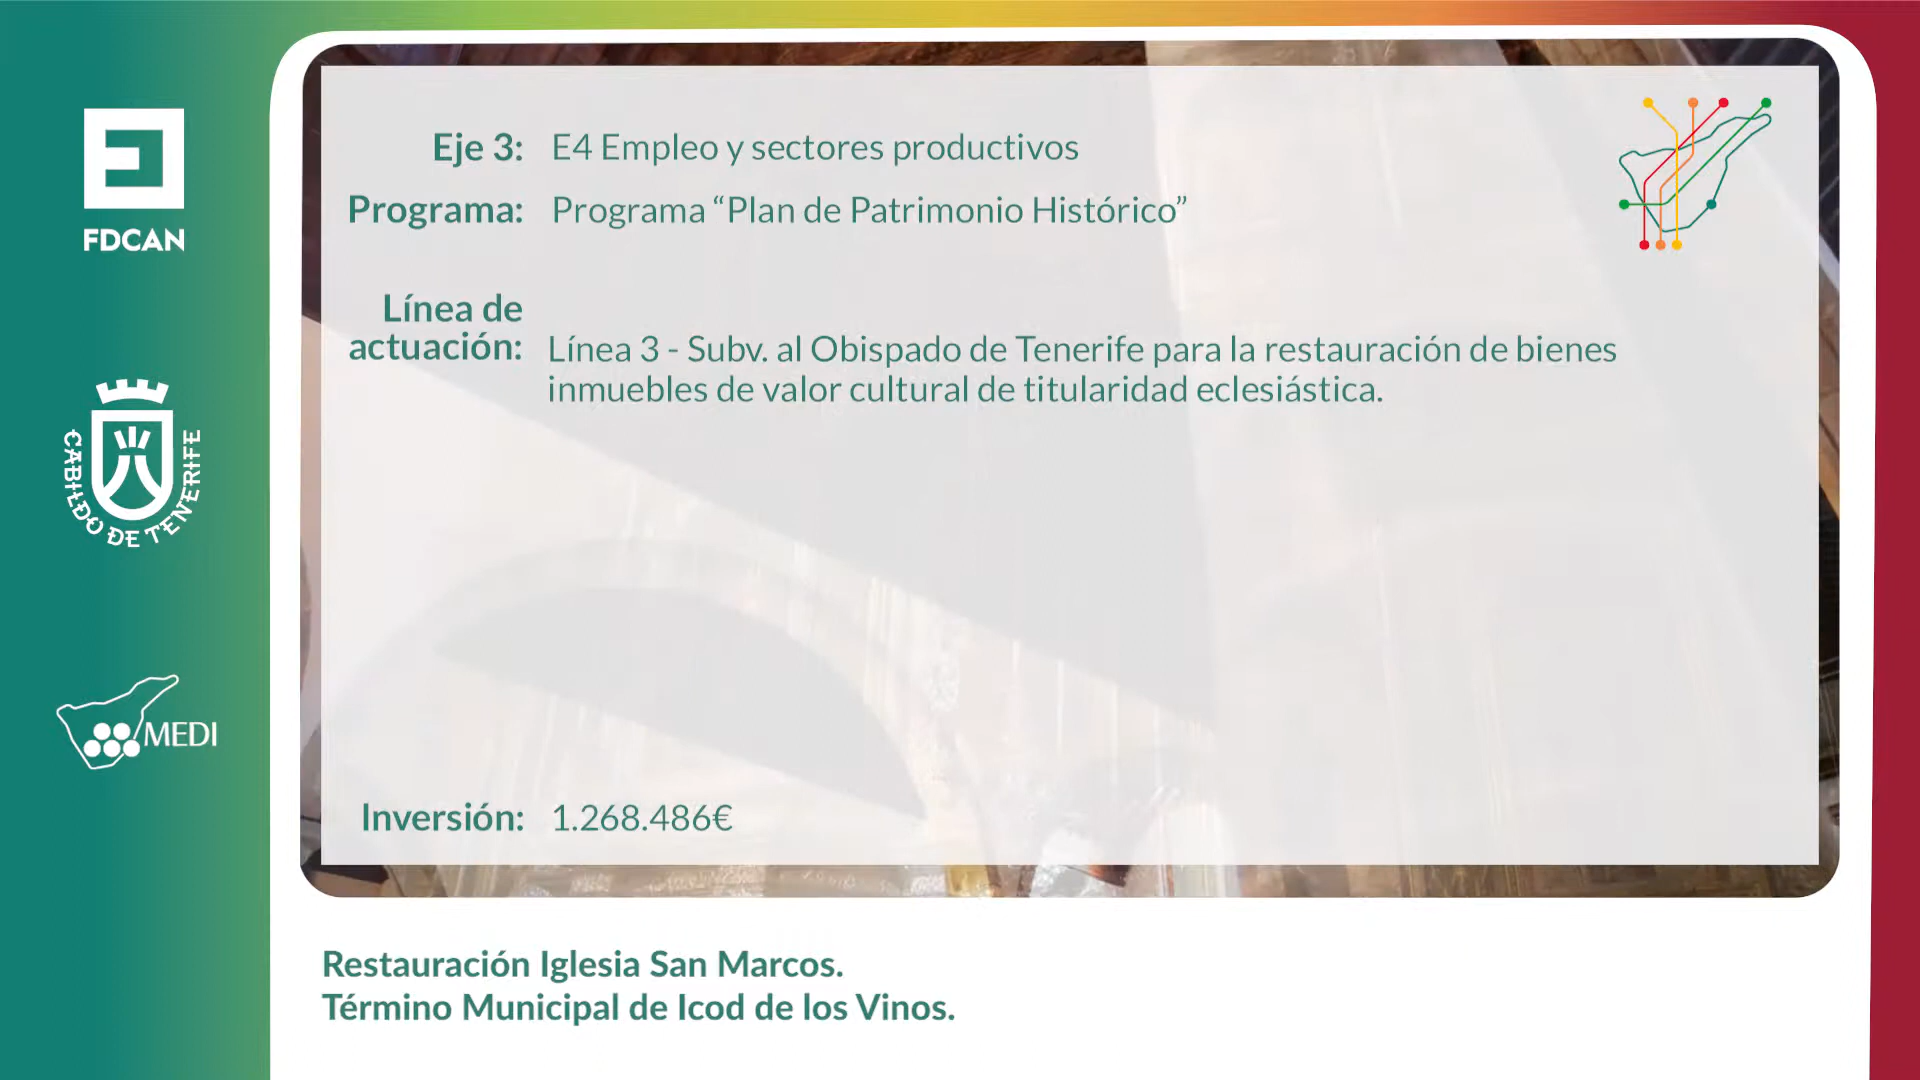 FDCAN
CABILDO DE TENERIFE
MEDI
Eje 3: E4 Empleo y sectores productivos
Programa: Programa “Plan de Patrimonio Histórico”
Línea de
actuación: Línea 3 - Subv. al Obispado de Tenerife para la restauración de bienes
inmuebles de valor cultural de titularidad eclesiástica.
Inversión: 1.268.486€
Restauración Iglesia San Marcos.
Término Municipal de Icod de los Vinos.